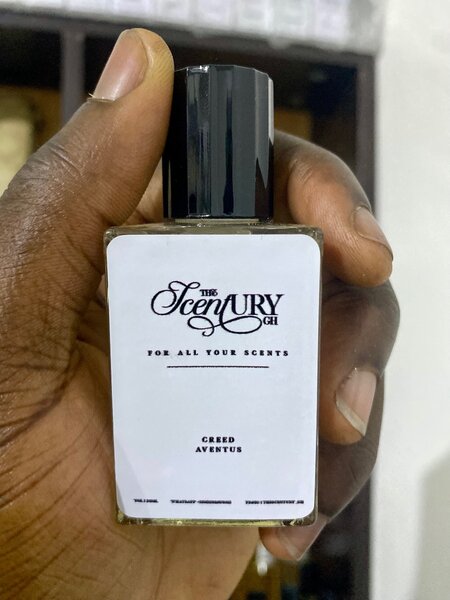 THE
ScentURY
GH
FOR ALL YOUR SCENTS
CREED
AVENTUS